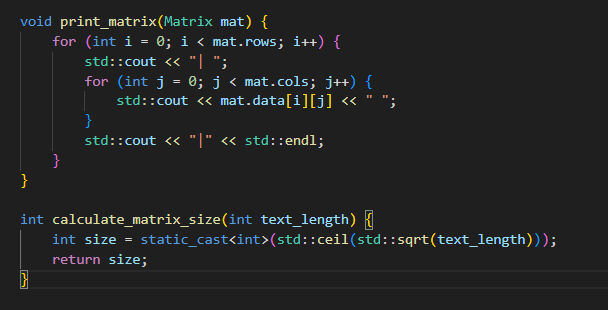 void print_matrix(Matrix mat) {
    for (int i = 0; i < mat.rows; i++) {
        std::cout << "| ";
        for (int j = 0; j < mat.cols; j++) {
            std::cout << mat.data[i][j] << " ";
        }
        std::cout << "|" << std::endl;
    }
}

int calculate_matrix_size(int text_length) {
    int size = static_cast<int>(std::ceil(std::sqrt(text_length)));
    return size;
}